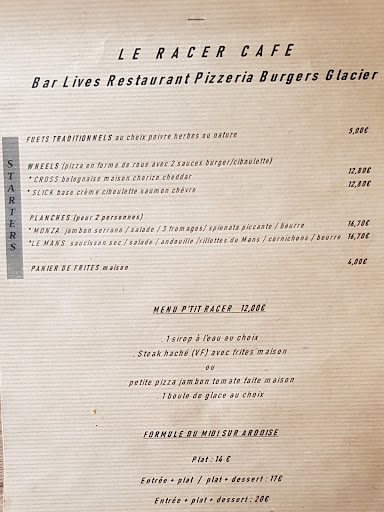 LE RACER CAFE
Bar Lives Restaurant Pizzeria Burgers Glacier
STARTERS
FUETS TRADITIONNELS au choix poivre herbes ou nature 5,00€
WHEELS (pizza en forme de roue avec 2 sauces burger/ciboulette)
* CROSS bolognaise maison chorizo cheddar 12,80€
* SLICK base crème ciboulette saumon chèvre 12,80€
PLANCHES (pour 2 personnes)
* MONZA jambon serrano / salade / 3 fromages/ spienata piccante / beurre 16,70€
*LE MANS saucisson sec / salade / andouille /rillettes du Mans / cornichons / beurre 16,70€
PANIER DE FRITES maison 4,00€
MENU P'TIT RACER 12,00€
. 1 sirop à l'eau au choix
. Steak haché (VF) avec frites maison
ou
petite pizza jambon tomate faite maison
. 1 boule de glace au choix
FORMULE DU MIDI SUR ARDOISE
Plat : 14 €
Entrée + plat / plat + dessert : 17€
Entrée + plat + dessert : 20€